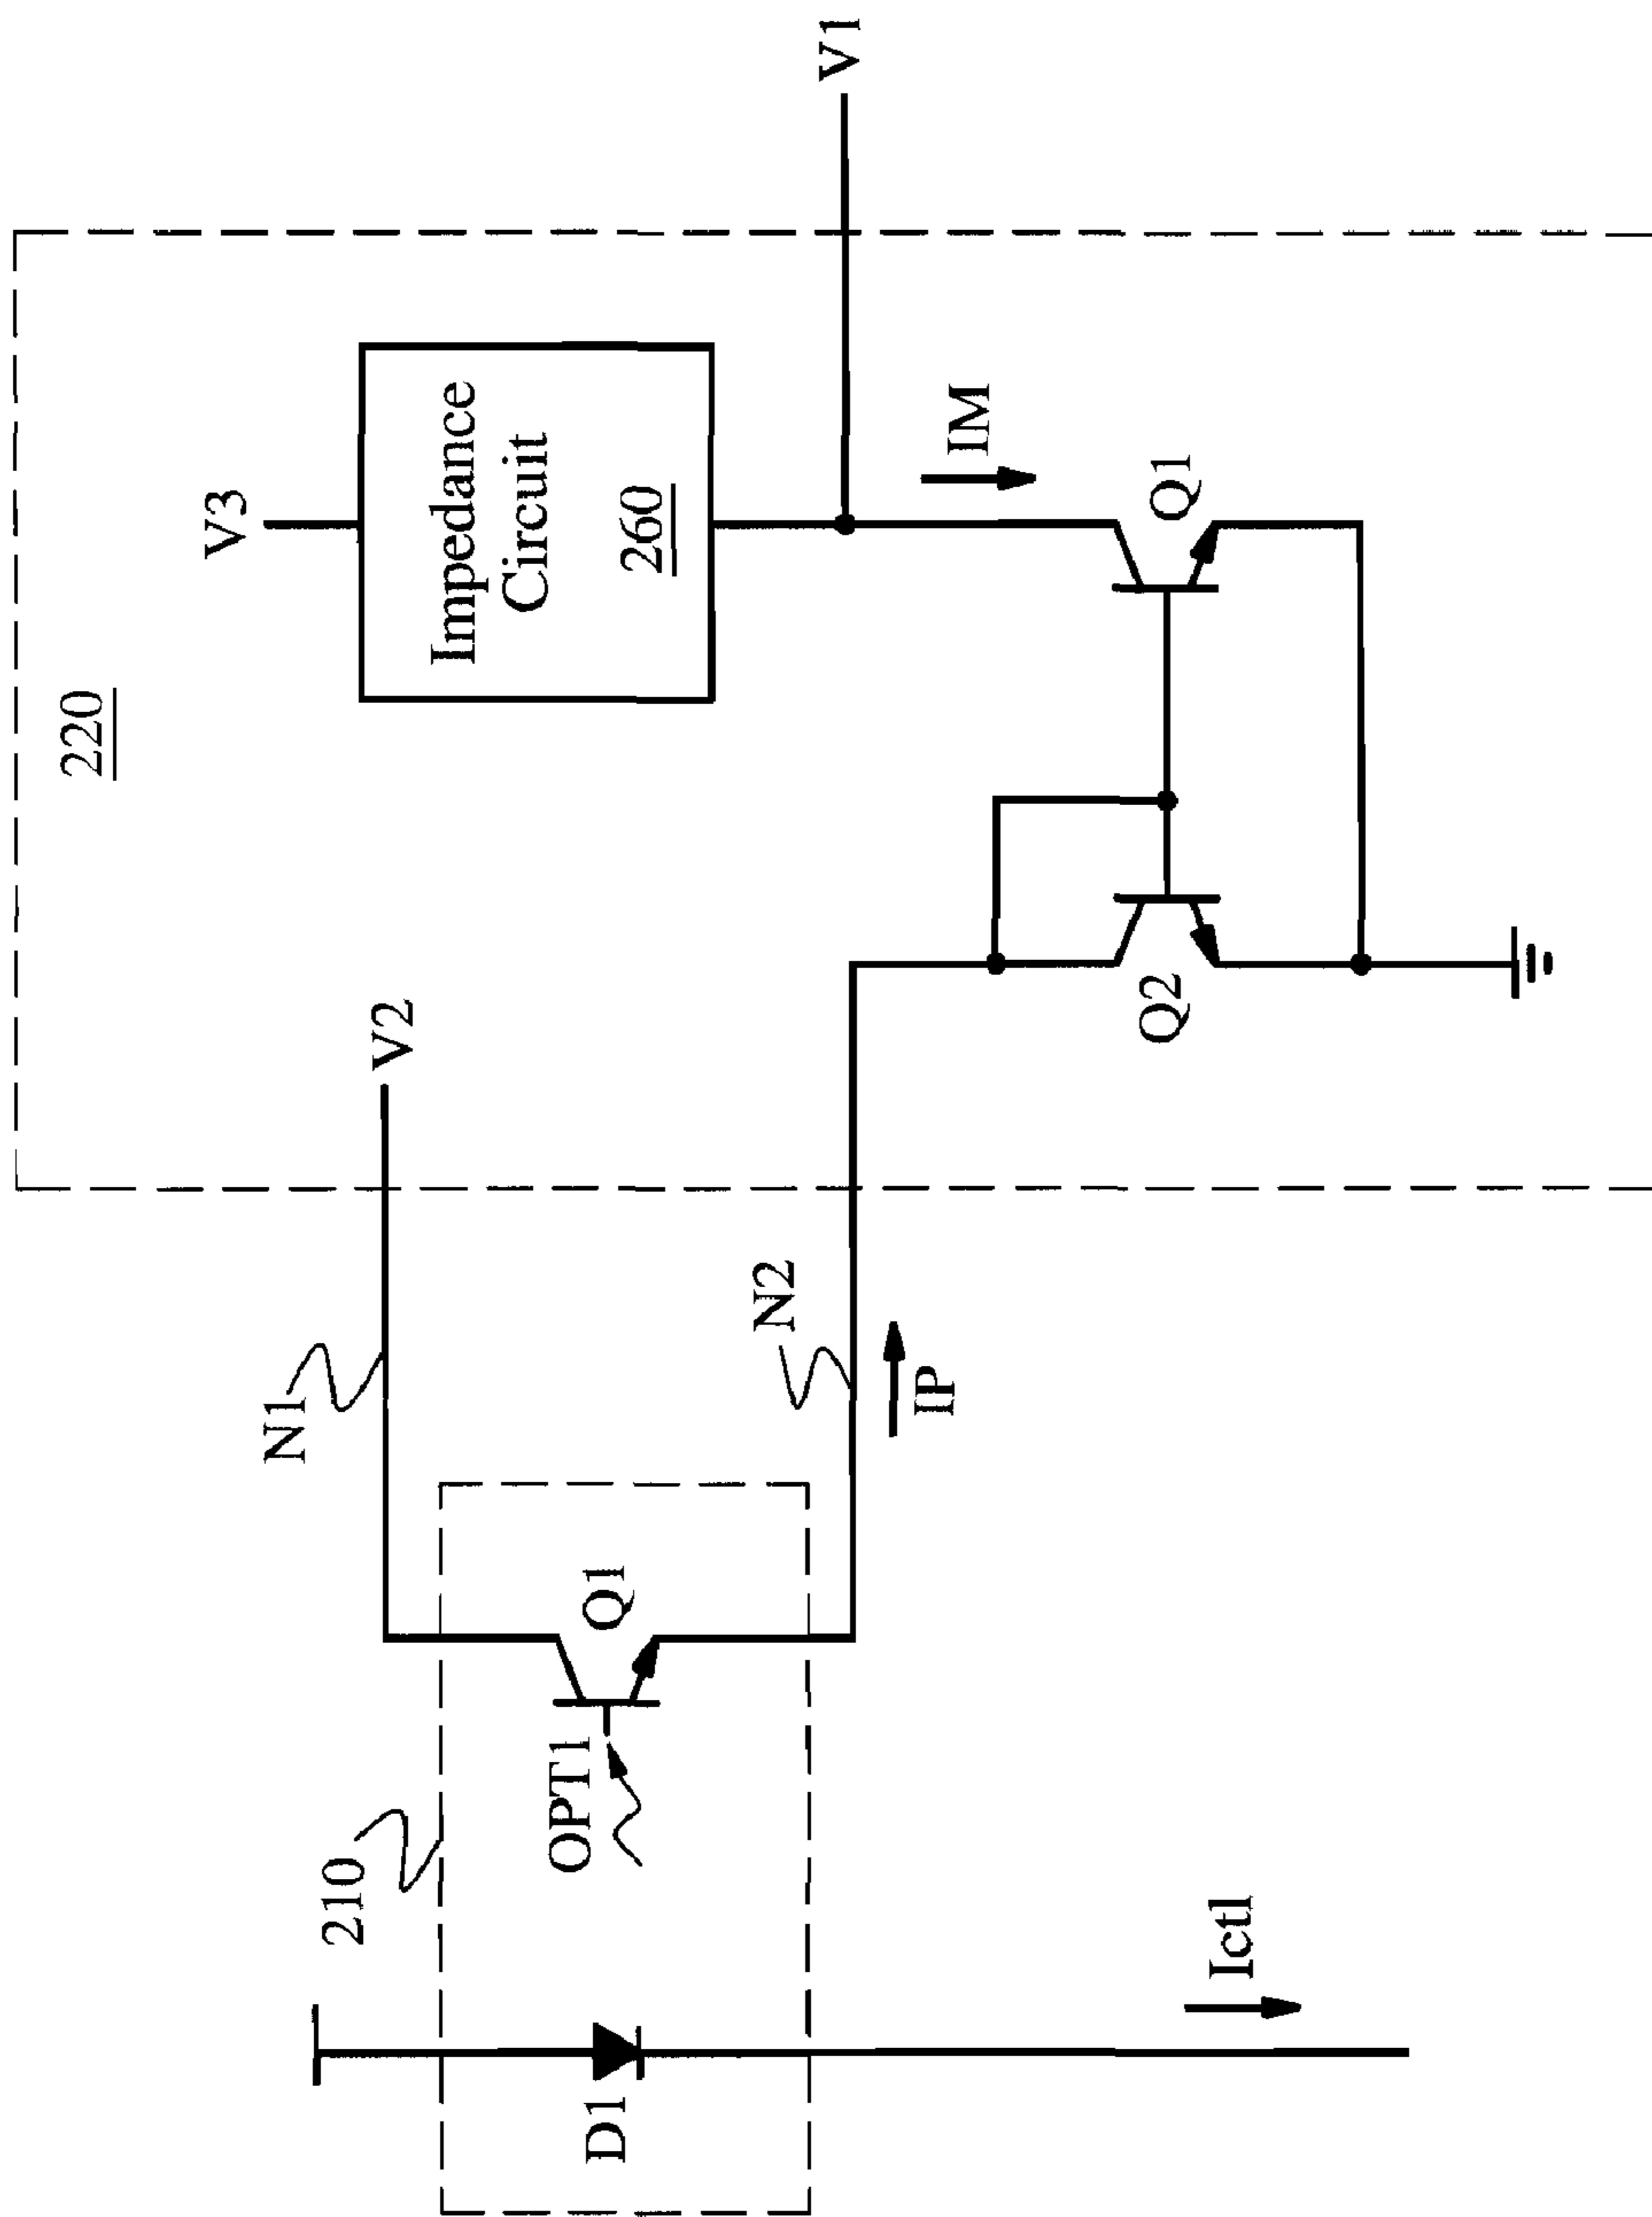 220
V3
Impedance
Circuit
260
V1
IM
Q1
Q2
V2
N1
N2
IP
210
OPT1
Q1
D1
Ictl